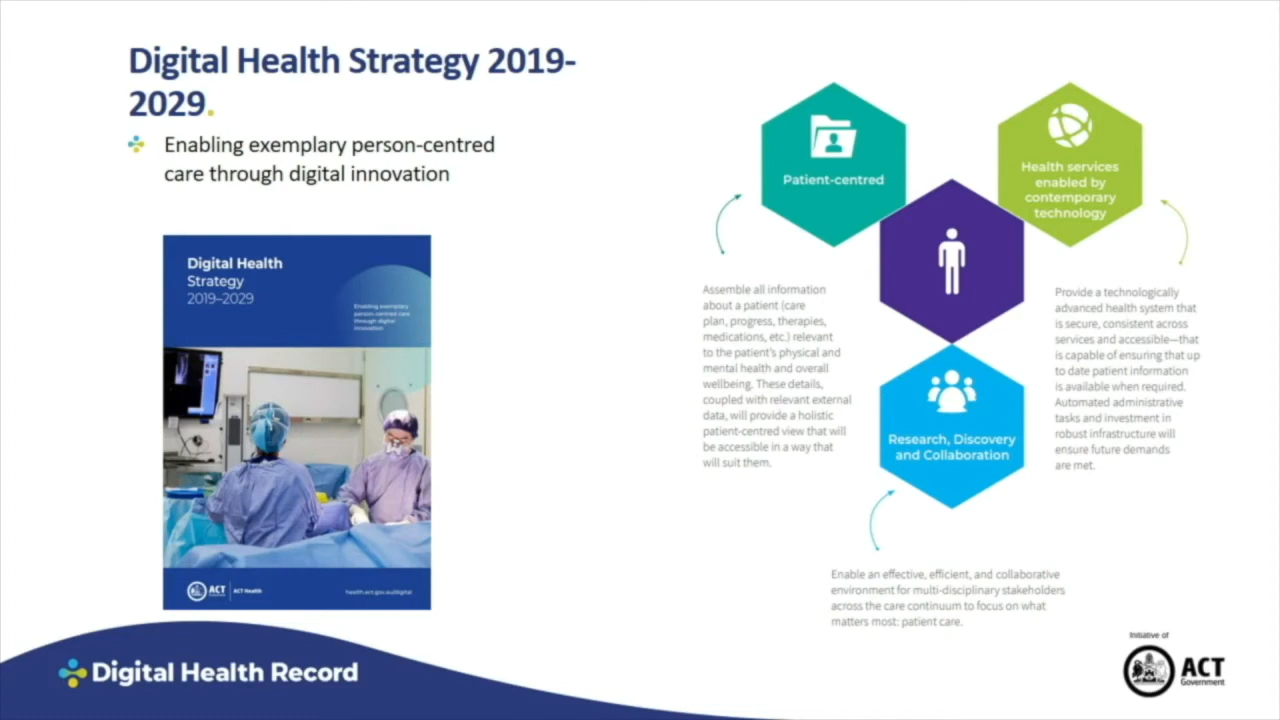 Digital Health Strategy 2019-
2029.
Enabling exemplary person-centred
care through digital innovation
Digital Health
Strategy
2019–2029
Enabling exemplary
person-centred care
through digital
innovation
ACT
Government
ACT Health
health.act.gov.au/digital
Patient-centred
Health services
enabled by
contemporary
technology
Research, Discovery
and Collaboration
Assemble all information
about a patient (care
plan, progress, therapies,
medications, etc.) relevant
to the patient's physical and
mental health and overall
wellbeing. These details,
coupled with relevant external
data, will provide a holistic
patient-centred view that will
be accessible in a way that
will suit them.
Provide a technologically
advanced health system that
is secure, consistent across
services and accessible—that
is capable of ensuring that up
to date patient information
is available when required.
Automated administrative
tasks and investment in
robust infrastructure will
ensure future demands
are met.
Enable an effective, efficient, and collaborative
environment for multi-disciplinary stakeholders
across the care continuum to focus on what
matters most: patient care.
Digital Health Record
Initiative of
ACT
Government